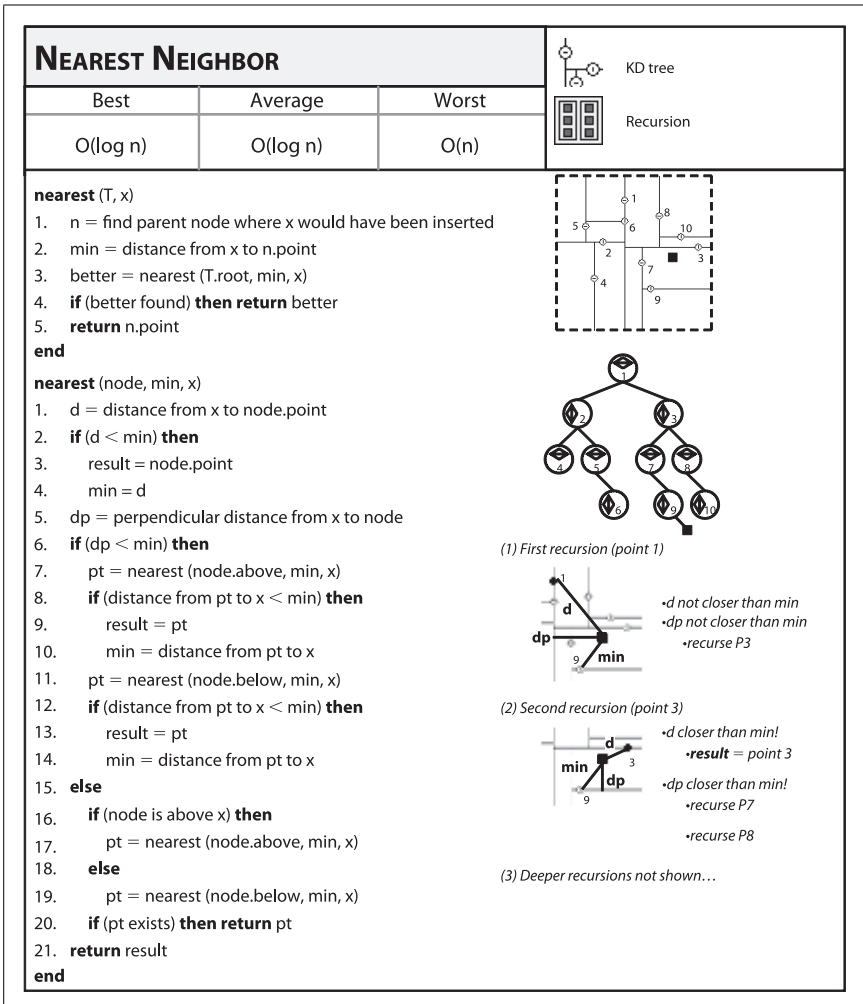 NEAREST NEIGHBOR
KD tree
Recursion
Best Average Worst
O(log n) O(log n) O(n)
nearest (T, x)
1. n = find parent node where x would have been inserted
2. min = distance from x to n.point
3. better = nearest (T.root, min, x)
4. if (better found) then return better
5. return n.point
end
nearest (node, min, x)
1. d = distance from x to node.point
2. if (d < min) then
3. result = node.point
4. min = d
5. dp = perpendicular distance from x to node
6. if (dp < min) then
7. pt = nearest (node.above, min, x)
8. if (distance from pt to x < min) then
9. result = pt
10. min = distance from pt to x
11. pt = nearest (node.below, min, x)
12. if (distance from pt to x < min) then
13. result = pt
14. min = distance from pt to x
15. else
16. if (node is above x) then
17. pt = nearest (node.above, min, x)
18. else
19. pt = nearest (node.below, min, x)
20. if (pt exists) then return pt
21. return result
end
1
8
5
6
10
2
3
7
4
9
1
2
3
4
5
7
8
6
9
10
(1) First recursion (point 1)
1
d
dp
9
min
•d not closer than min
•dp not closer than min
•recurse P3
(2) Second recursion (point 3)
d
3
min
dp
9
•d closer than min!
•result = point 3
•dp closer than min!
•recurse P7
•recurse P8
(3) Deeper recursions not shown…